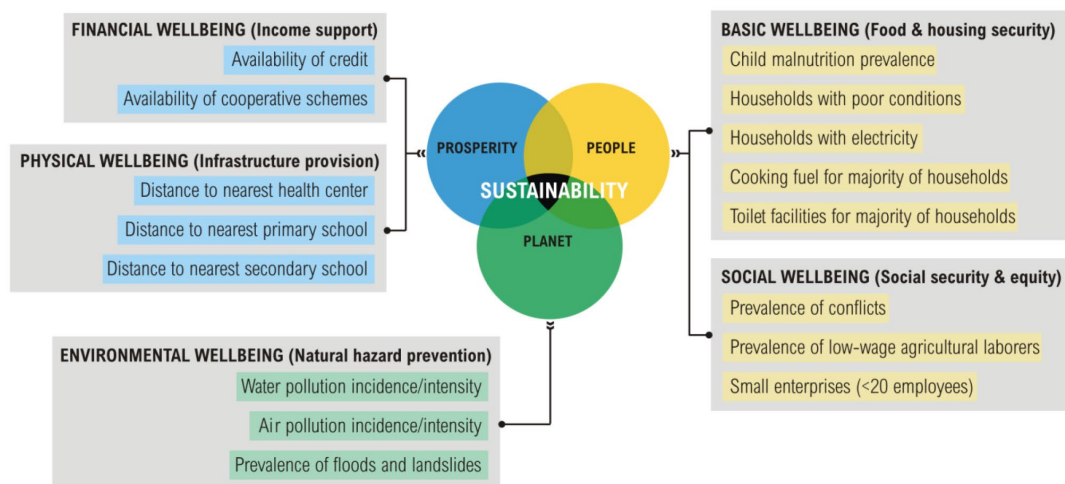 FINANCIAL WELLBEING (Income support)
Availability of credit
Availability of cooperative schemes
PHYSICAL WELLBEING (Infrastructure provision)
Distance to nearest health center
Distance to nearest primary school
Distance to nearest secondary school
ENVIRONMENTAL WELLBEING (Natural hazard prevention)
Water pollution incidence/intensity
Air pollution incidence/intensity
Prevalence of floods and landslides
PROSPERITY
PEOPLE
SUSTAINABILITY
PLANET
BASIC WELLBEING (Food & housing security)
Child malnutrition prevalence
Households with poor conditions
Households with electricity
Cooking fuel for majority of households
Toilet facilities for majority of households
SOCIAL WELLBEING (Social security & equity)
Prevalence of conflicts
Prevalence of low-wage agricultural laborers
Small enterprises (<20 employees)